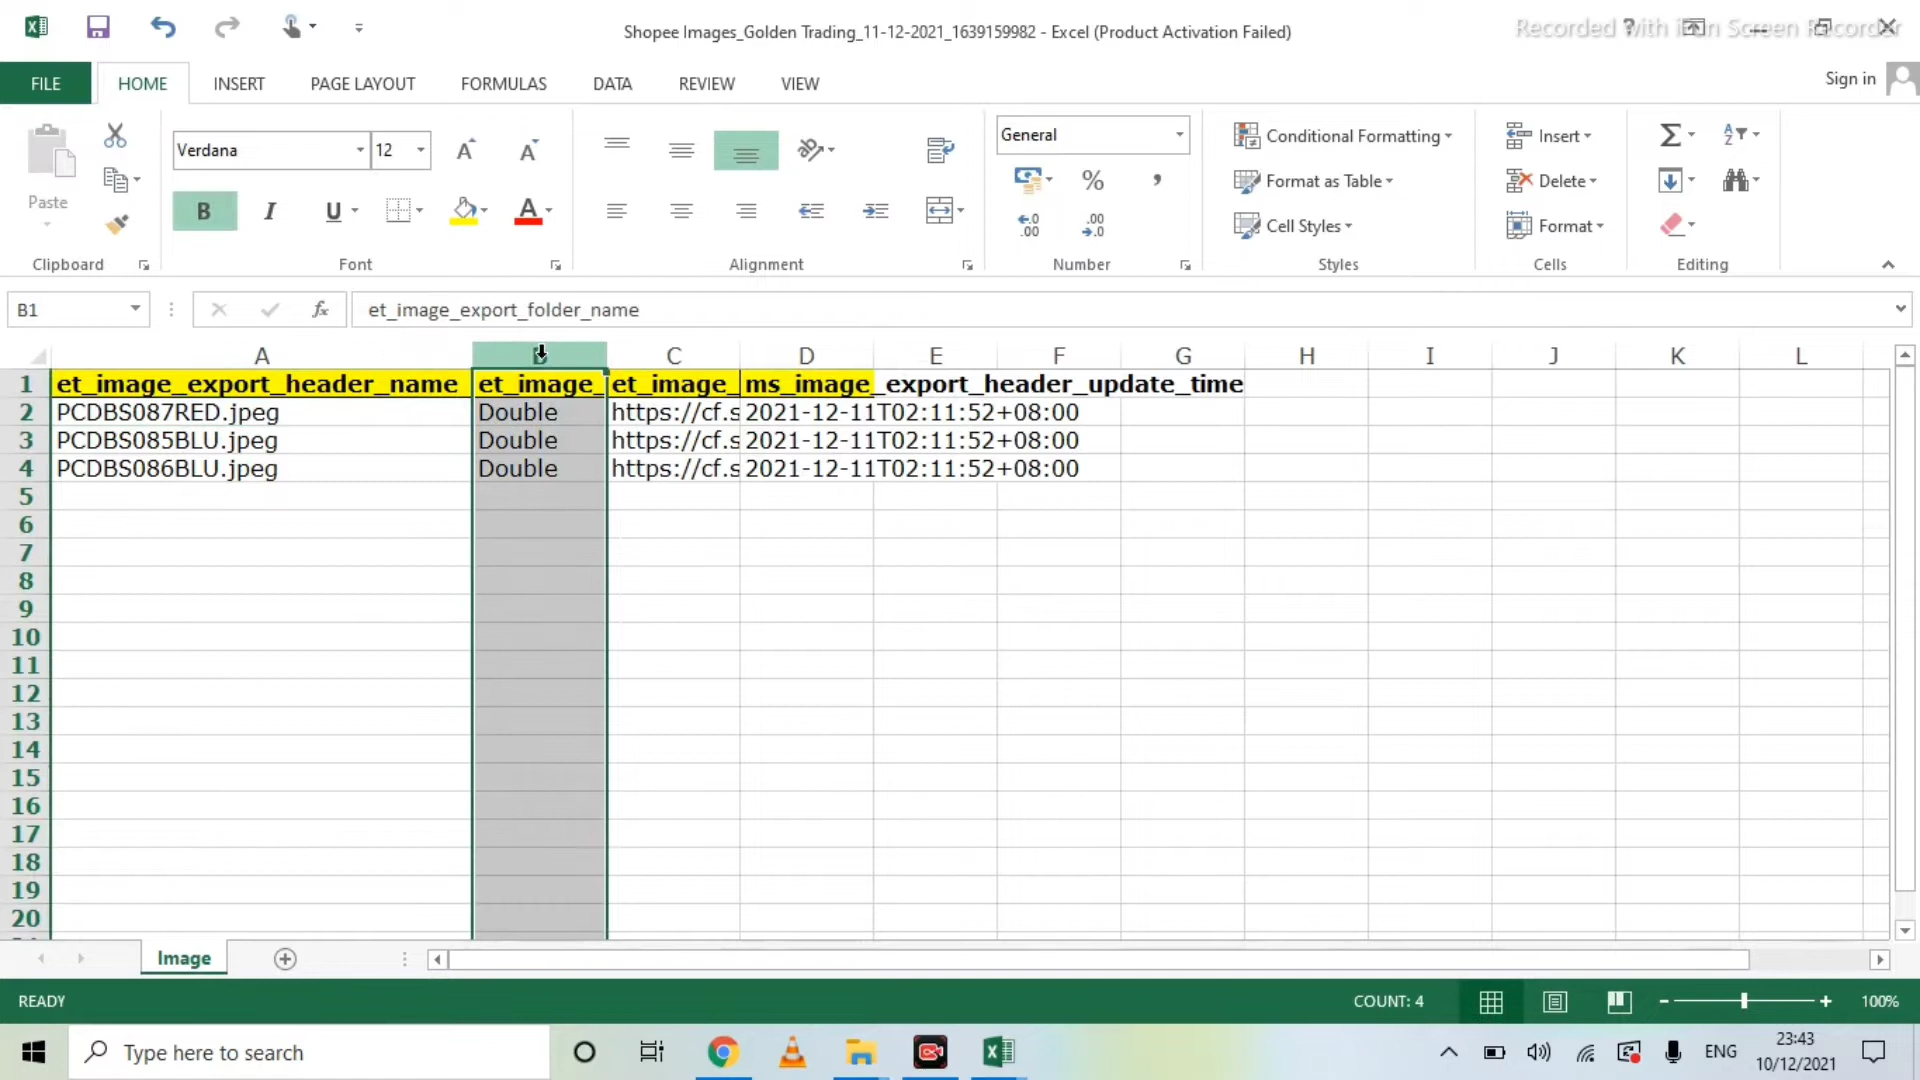 Shopee Images_Golden Trading_11-12-2021_1639159982 - Excel (Product Activation Failed)
Recorded with iFun Screen Recorder
FILE HOME INSERT PAGE LAYOUT FORMULAS DATA REVIEW VIEW
Sign in
Paste
Verdana 12
General
Conditional Formatting
Format as Table
Cell Styles
Insert
Delete
Format
Clipboard Font Alignment Number Styles Cells Editing
B1 et_image_export_folder_name
A B C D E F G H I J K L
1 et_image_export_header_name et_image_ et_image_ ms_image_export_header_update_time
2 PCDBS087RED.jpeg Double https://cf.s 2021-12-11T02:11:52+08:00
3 PCDBS085BLU.jpeg Double https://cf.s 2021-12-11T02:11:52+08:00
4 PCDBS086BLU.jpeg Double https://cf.s 2021-12-11T02:11:52+08:00
5
6
7
8
9
10
11
12
13
14
15
16
17
18
19
20
Image
READY COUNT: 4 100%
Type here to search
ENG
23:43
10/12/2021